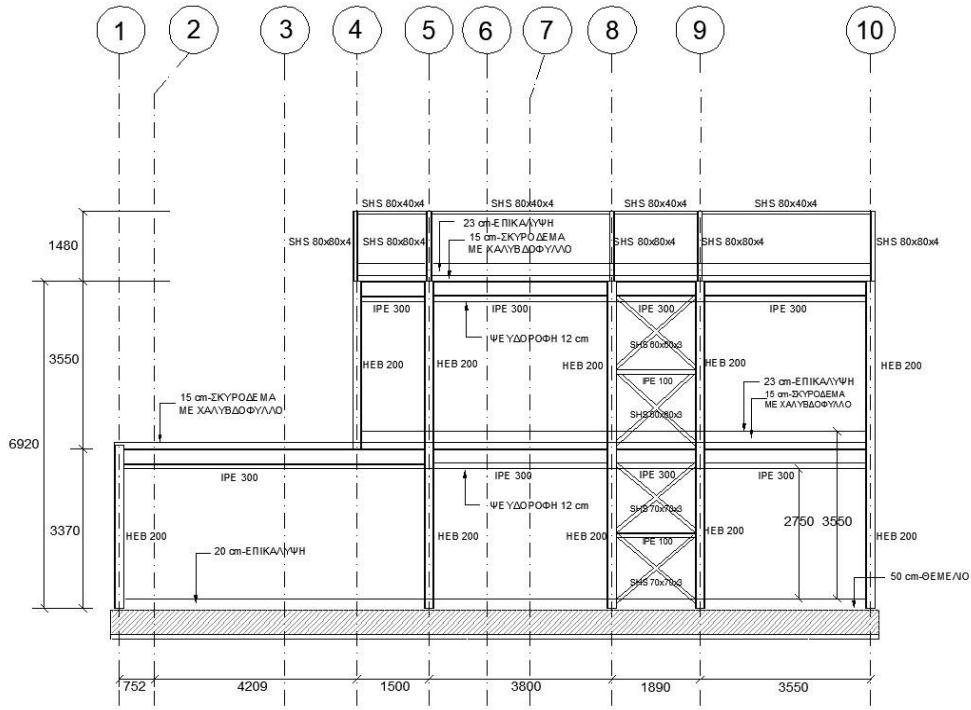 1 2 3 4 5 6 7 8 9 10
SHS 80x40x4 SHS 80x40x4 SHS 80x40x4 SHS 80x40x4
23 cm-ΕΠΙΚΑΛΥΨΗ
15 cm-ΣΚΥΡΟΔΕΜΑ
ΜΕ ΧΑΛΥΒΔΟΦΥΛΛΟ
SHS 80x80x4 SHS 80x80x4 SHS 80x80x4 SHS 80x80x4 SHS 80x80x4
1480
IPE 300 IPE 300 IPE 300 IPE 300
ΨΕΥΔΟΡΟΦΗ 12 cm
SHS 60x60x3
3550
HEB 200 HEB 200 HEB 200 HEB 200 HEB 200
IPE 100
23 cm-ΕΠΙΚΑΛΥΨΗ
15 cm-ΣΚΥΡΟΔΕΜΑ
ΜΕ ΧΑΛΥΒΔΟΦΥΛΛΟ
15 cm-ΣΚΥΡΟΔΕΜΑ
ΜΕ ΧΑΛΥΒΔΟΦΥΛΛΟ
SHS 60x60x3
6920
IPE 300 IPE 300 IPE 300 IPE 300
ΨΕΥΔΟΡΟΦΗ 12 cm
SHS 70x70x3
2750 3550
3370
HEB 200 HEB 200 HEB 200 HEB 200 HEB 200
IPE 100
20 cm-ΕΠΙΚΑΛΥΨΗ
SHS 70x70x3
50 cm-ΘΕΜΕΛΙΟ
752 4209 1500 3800 1890 3550